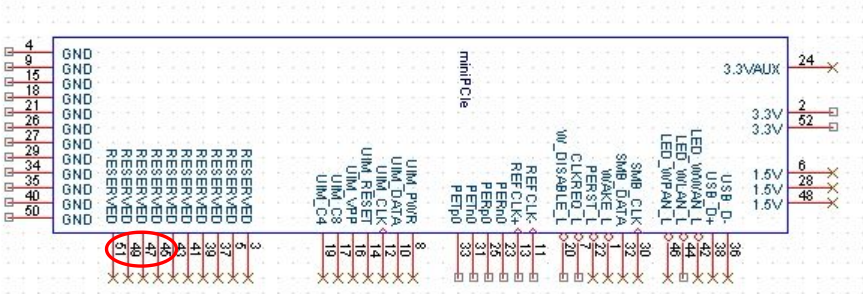 4 GND
9 GND
15 GND
18 GND
21 GND
26 GND
27 GND
29 GND
34 GND
35 GND
40 GND
50 GND
miniPCIe
3.3VAUX 24
3.3V 2
3.3V 52
1.5V 6
1.5V 28
1.5V 48
RESERVED 51
RESERVED 49
RESERVED 47
RESERVED 45
RESERVED 43
RESERVED 41
RESERVED 39
RESERVED 37
RESERVED 5
RESERVED 3
UIM_C4 19
UIM_C8 17
UIM_VPP 16
UIM_RESET 14
UIM_CLK 12
UIM_DATA 10
UIM_PWR 8
PETp0 33
PETn0 31
PERp0 25
PERn0 23
REFCLK+ 13
REFCLK- 11
W_DISABLE_L 20
CLKREQ_L 7
PERST_L 22
WAKE_L 1
SMB_DATA 32
SMB_CLK 30
LED_WPAN_L 46
LED_WLAN_L 44
LED_WWAN_L 42
USB_D+ 38
USB_D- 36